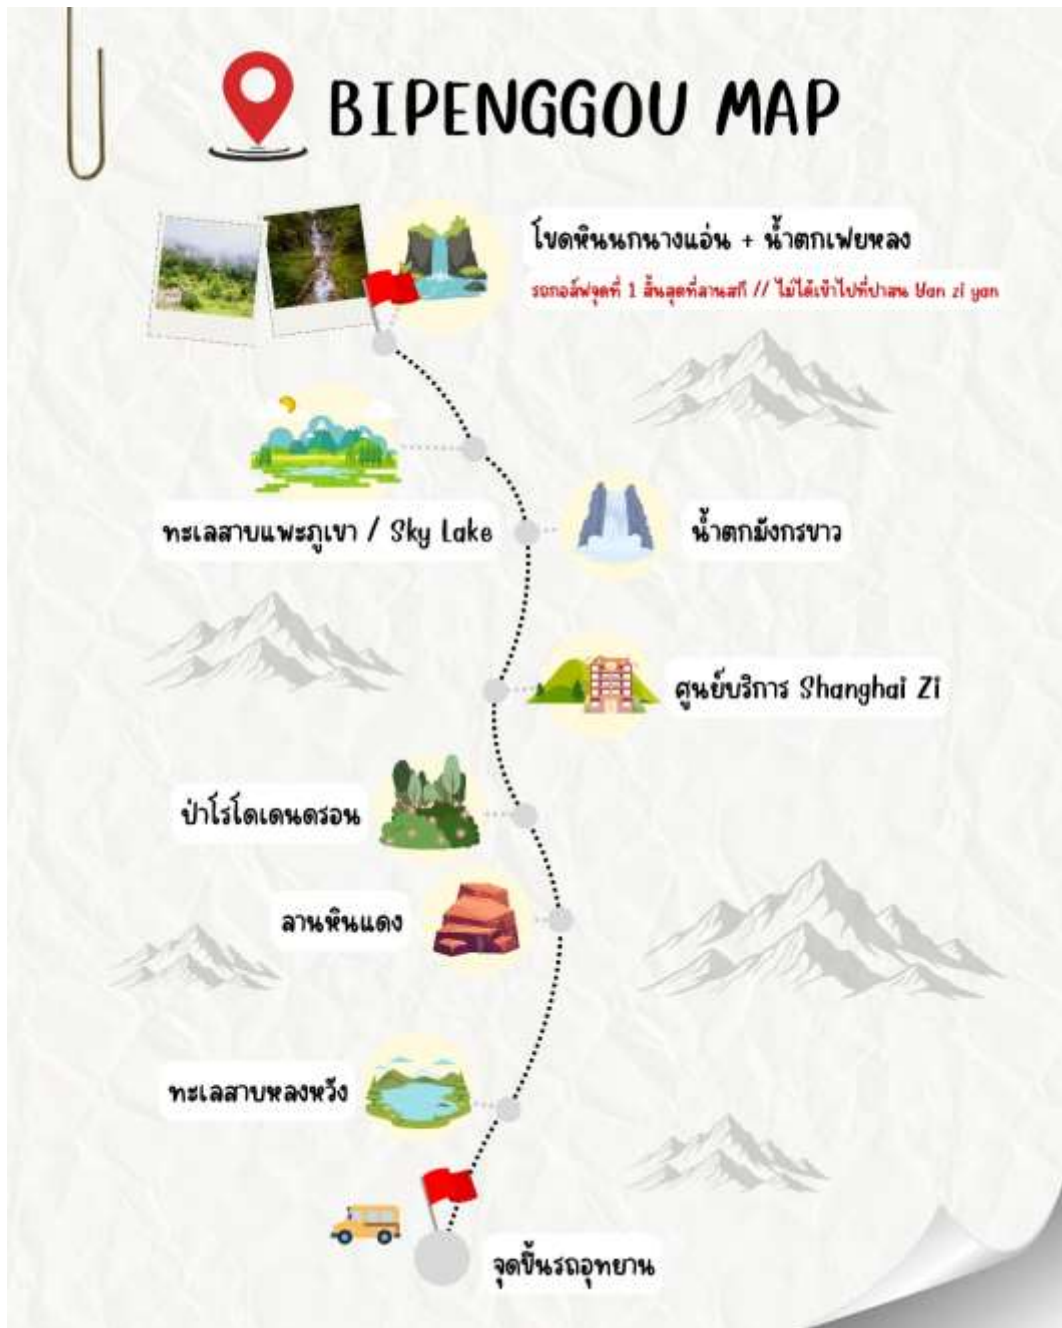 BIPENGGOU MAP
โขดหินนกนางแอ่น + น้ำตกเฟยหลง
รถกอล์ฟจุดที่ 1 สิ้นสุดที่ลานสกี // ไม่ได้เข้าไปที่ป่าสน Yan zi yan
ทะเลสาบแพะภูเขา / Sky Lake
น้ำตกมังกรขาว
ศูนย์บริการ Shanghai Zi
ป่าโรโดเดนดรอน
ลานหินแดง
ทะเลสาบหลงหวัง
จุดขึ้นรถอุทยาน